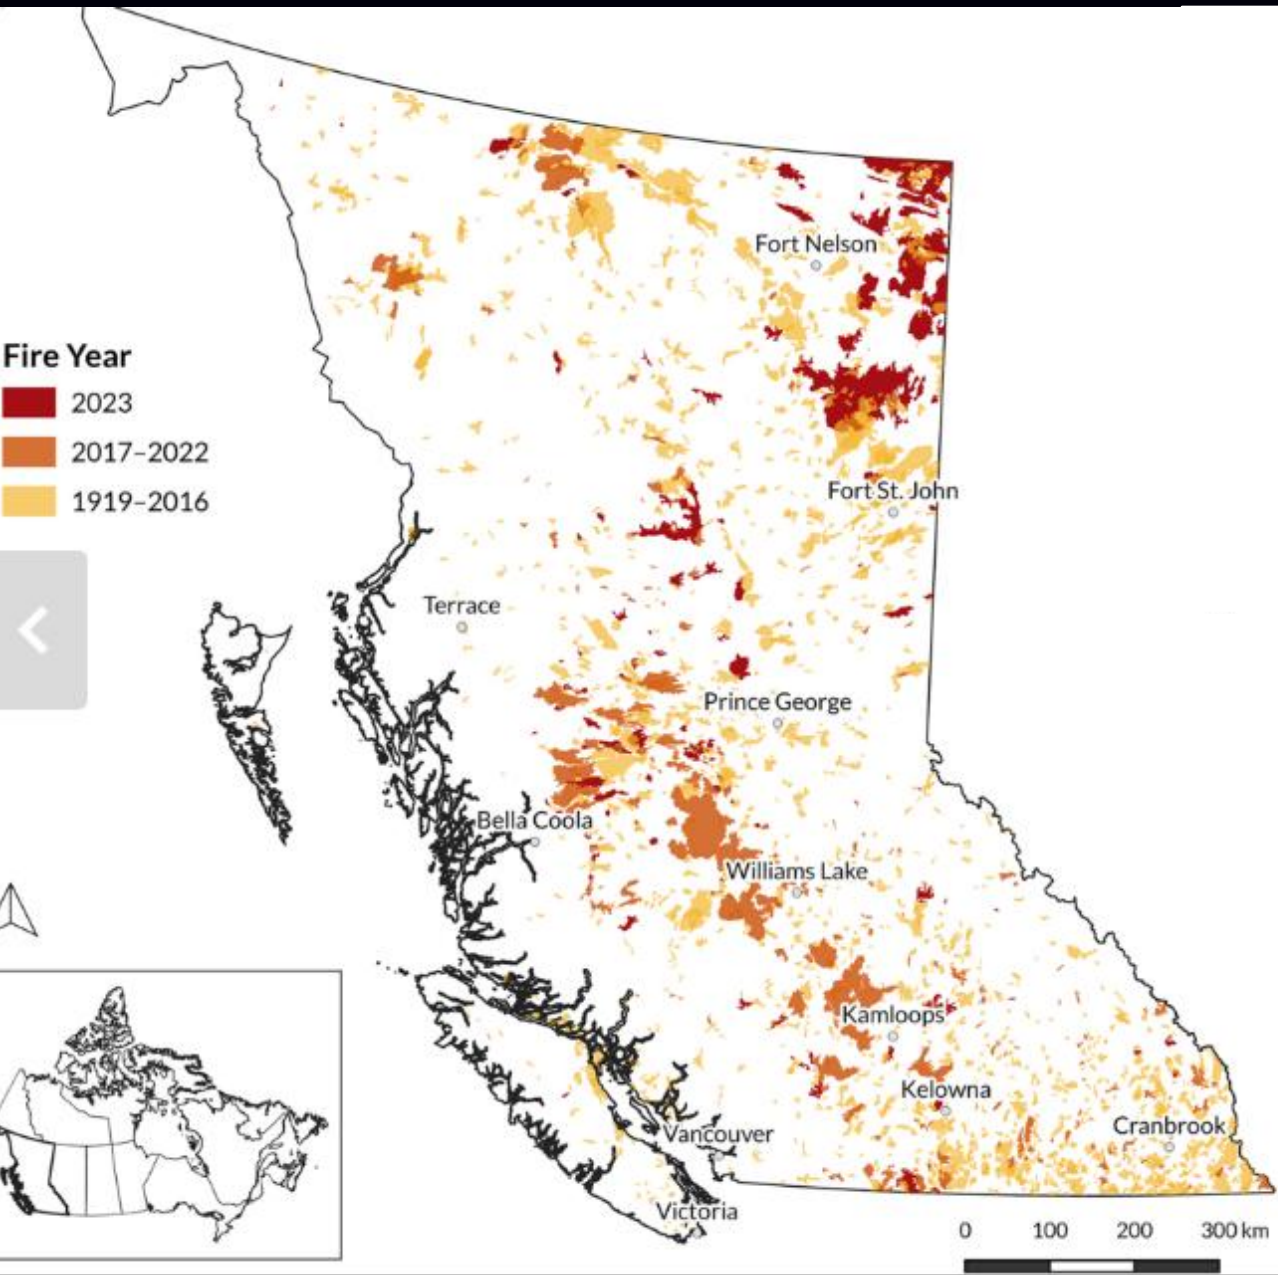 Fort Nelson
Fire Year
2023
2017–2022
1919–2016
Fort St. John
Terrace
Prince George
Bella Coola
Williams Lake
Kamloops
Kelowna
Cranbrook
Vancouver
Victoria
0 100 200 300 km